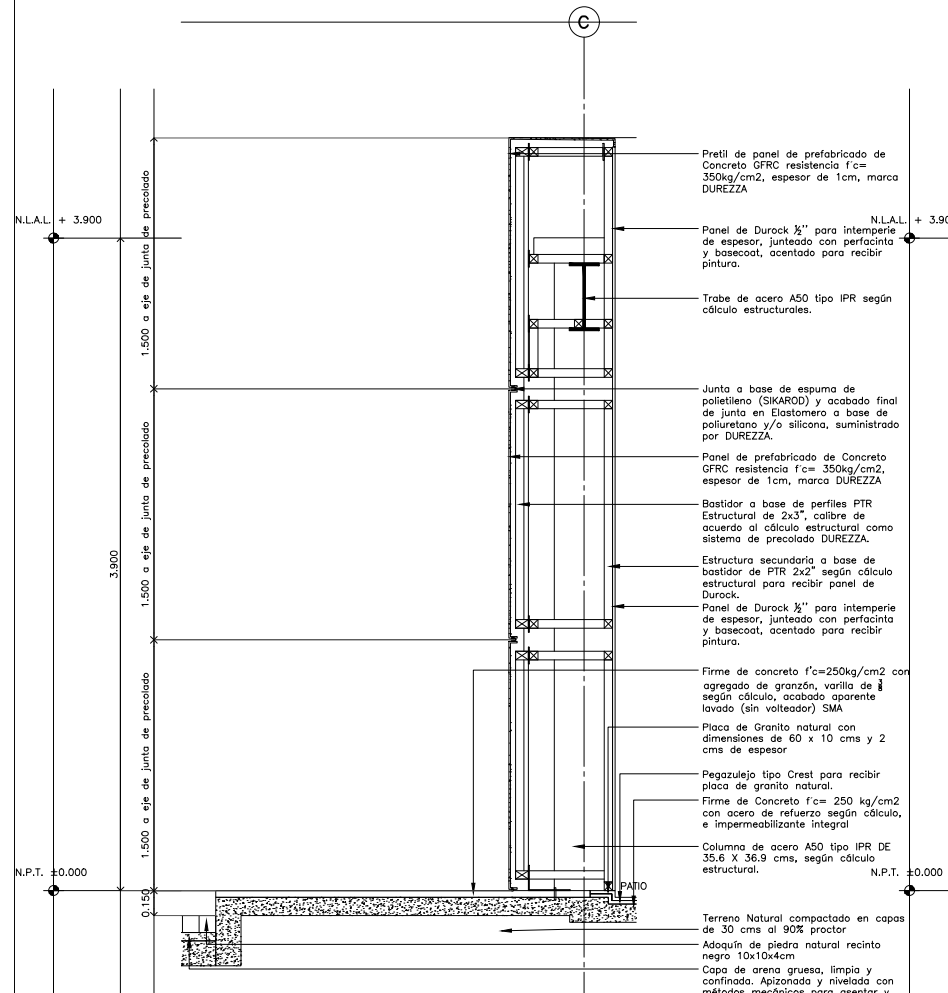 C
Pretil de panel de prefabricado de
Concreto GFRC resistencia f'c=
350kg/cm2, espesor de 1cm, marca
DUREZZA
N.L.A.L. + 3.900
N.L.A.L. + 3.90
Panel de Durock ½'' para intemperie
de espesor, junteado con perfacinta
y basecoat, acentado para recibir
pintura.
Trabe de acero A50 tipo IPR según
cálculo estructurales.
1.500 a eje de junta de precolado
Junta a base de espuma de
polietileno (SIKAROD) y acabado final
de junta en Elastomero a base de
poliuretano y/o silicona, suministrado
por DUREZZA.
Panel de prefabricado de Concreto
GFRC resistencia f'c= 350kg/cm2,
espesor de 1cm, marca DUREZZA
Bastidor a base de perfiles PTR
Estructural de 2x3", calibre de
acuerdo al cálculo estructural como
sistema de precolado DUREZZA.
1.500 a eje de junta de precolado
3.900
Estructura secundaria a base de
bastidor de PTR 2x2" según cálculo
estructural para recibir panel de
Durock.
Panel de Durock ½'' para intemperie
de espesor, junteado con perfacinta
y basecoat, acentado para recibir
pintura.
Firme de concreto f'c=250kg/cm2 con
agregado de granzón, varilla de
según cálculo, acabado aparente
lavado (sin volteador) SMA
Placa de Granito natural con
dimensiones de 60 x 10 cms y 2
cms de espesor
1.500 a eje de junta de precolado
Pegazulejo tipo Crest para recibir
placa de granito natural.
Firme de Concreto f'c= 250 kg/cm2
con acero de refuerzo según cálculo,
e impermeabilizante integral
Columna de acero A50 tipo IPR DE
35.6 X 36.9 cms, según cálculo
estructural.
N.P.T. ±0.000
N.P.T. ±0.000
PATIO
0.150
Terreno Natural compactado en capas
de 30 cms al 90% proctor
Adoquín de piedra natural recinto
negro 10x10x4cm
Capa de arena gruesa, limpia y
confinada. Apizonada y nivelada con
métodos mecánicos para asentar y